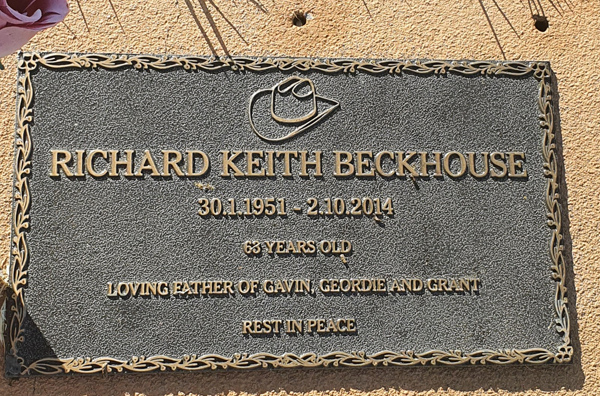 RICHARD KEITH BECKHOUSE
30.1.1951 - 2.10.2014
63 YEARS OLD
LOVING FATHER OF GAVIN, GEORDIE AND GRANT
REST IN PEACE